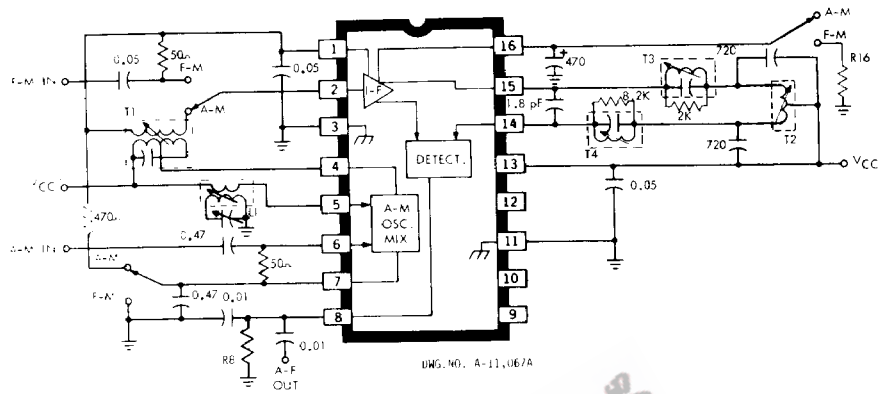 A-M
F-M
0.05
50Ω
F-M
F-M IN
A-M
T1
0.05
VCC
470Ω
0.47
A-M IN
50Ω
A-M
F-M
0.47
0.01
R8
0.01
A-F
OUT
1
2
3
4
5
6
7
8
I-F
DETECT.
A-M
OSC.
MIX
16
15
14
13
12
11
10
9
470
1.8 pF
T3
8.2K
2K
T4
720
720
T2
R16
VCC
0.05
DWG.NO. A-11,067A